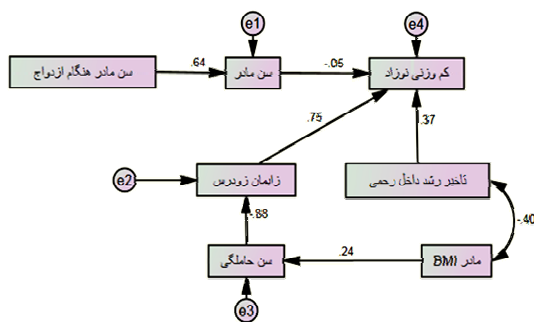 e1
e4
سن مادر هنگام ازدواج
.64
سن مادر
-.05
کم وزنی نوزاد
.75
.37
e2
زایمان زودرس
تاخیر رشد داخل رحمی
-.88
-.40
سن حاملگی
.24
BMI مادر
e3